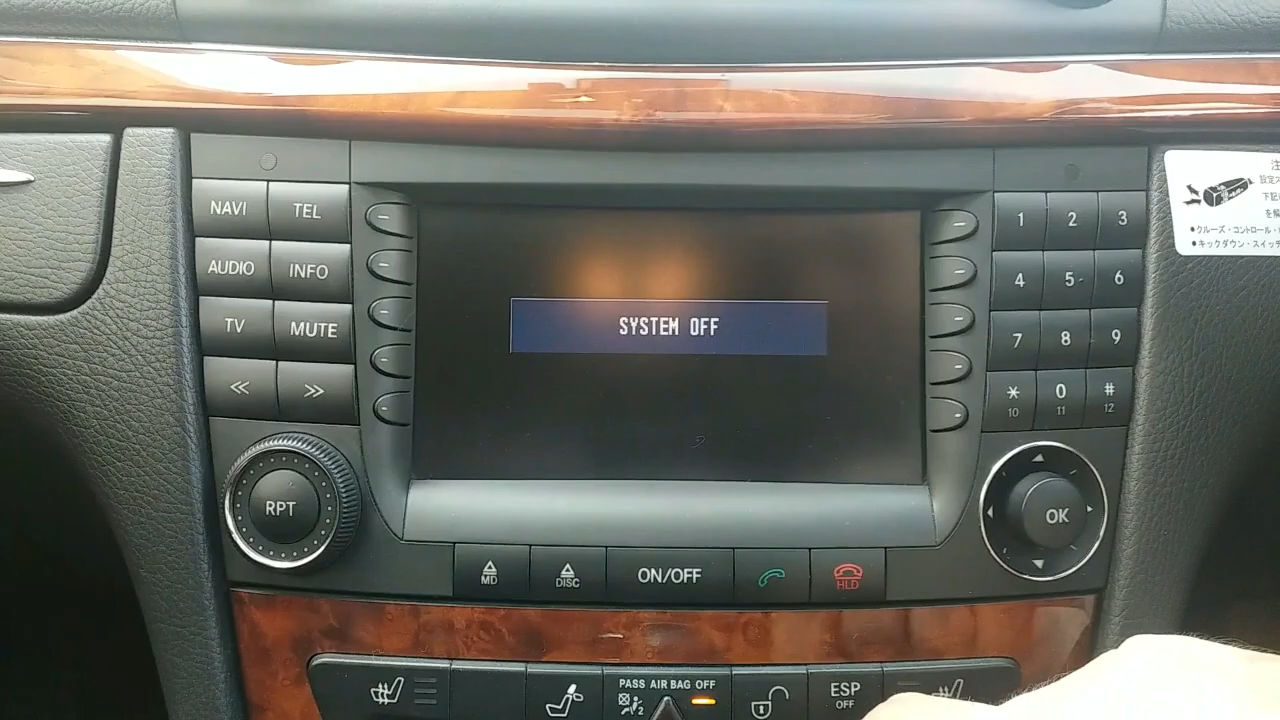 NAVI TEL
AUDIO INFO
TV MUTE
RPT
SYSTEM OFF
1 2 3
4 5 6
7 8 9
* 0 #
10 11 12
OK
MD DISC ON/OFF HLD
PASS AIR BAG OFF
2
ESP
OFF
注
設定ス
下記
を解
●クルーズ・コントロール・
●キックダウン・スイッチ